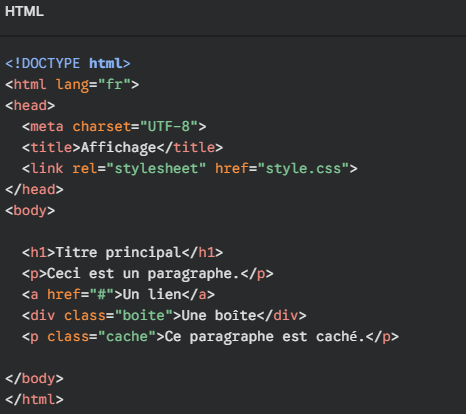 HTML
<!DOCTYPE html>
<html lang="fr">
<head>
  <meta charset="UTF-8">
  <title>Affichage</title>
  <link rel="stylesheet" href="style.css">
</head>
<body>
  <h1>Titre principal</h1>
  <p>Ceci est un paragraphe.</p>
  <a href="#">Un lien</a>
  <div class="boite">Une boîte</div>
  <p class="cache">Ce paragraphe est caché.</p>
</body>
</html>